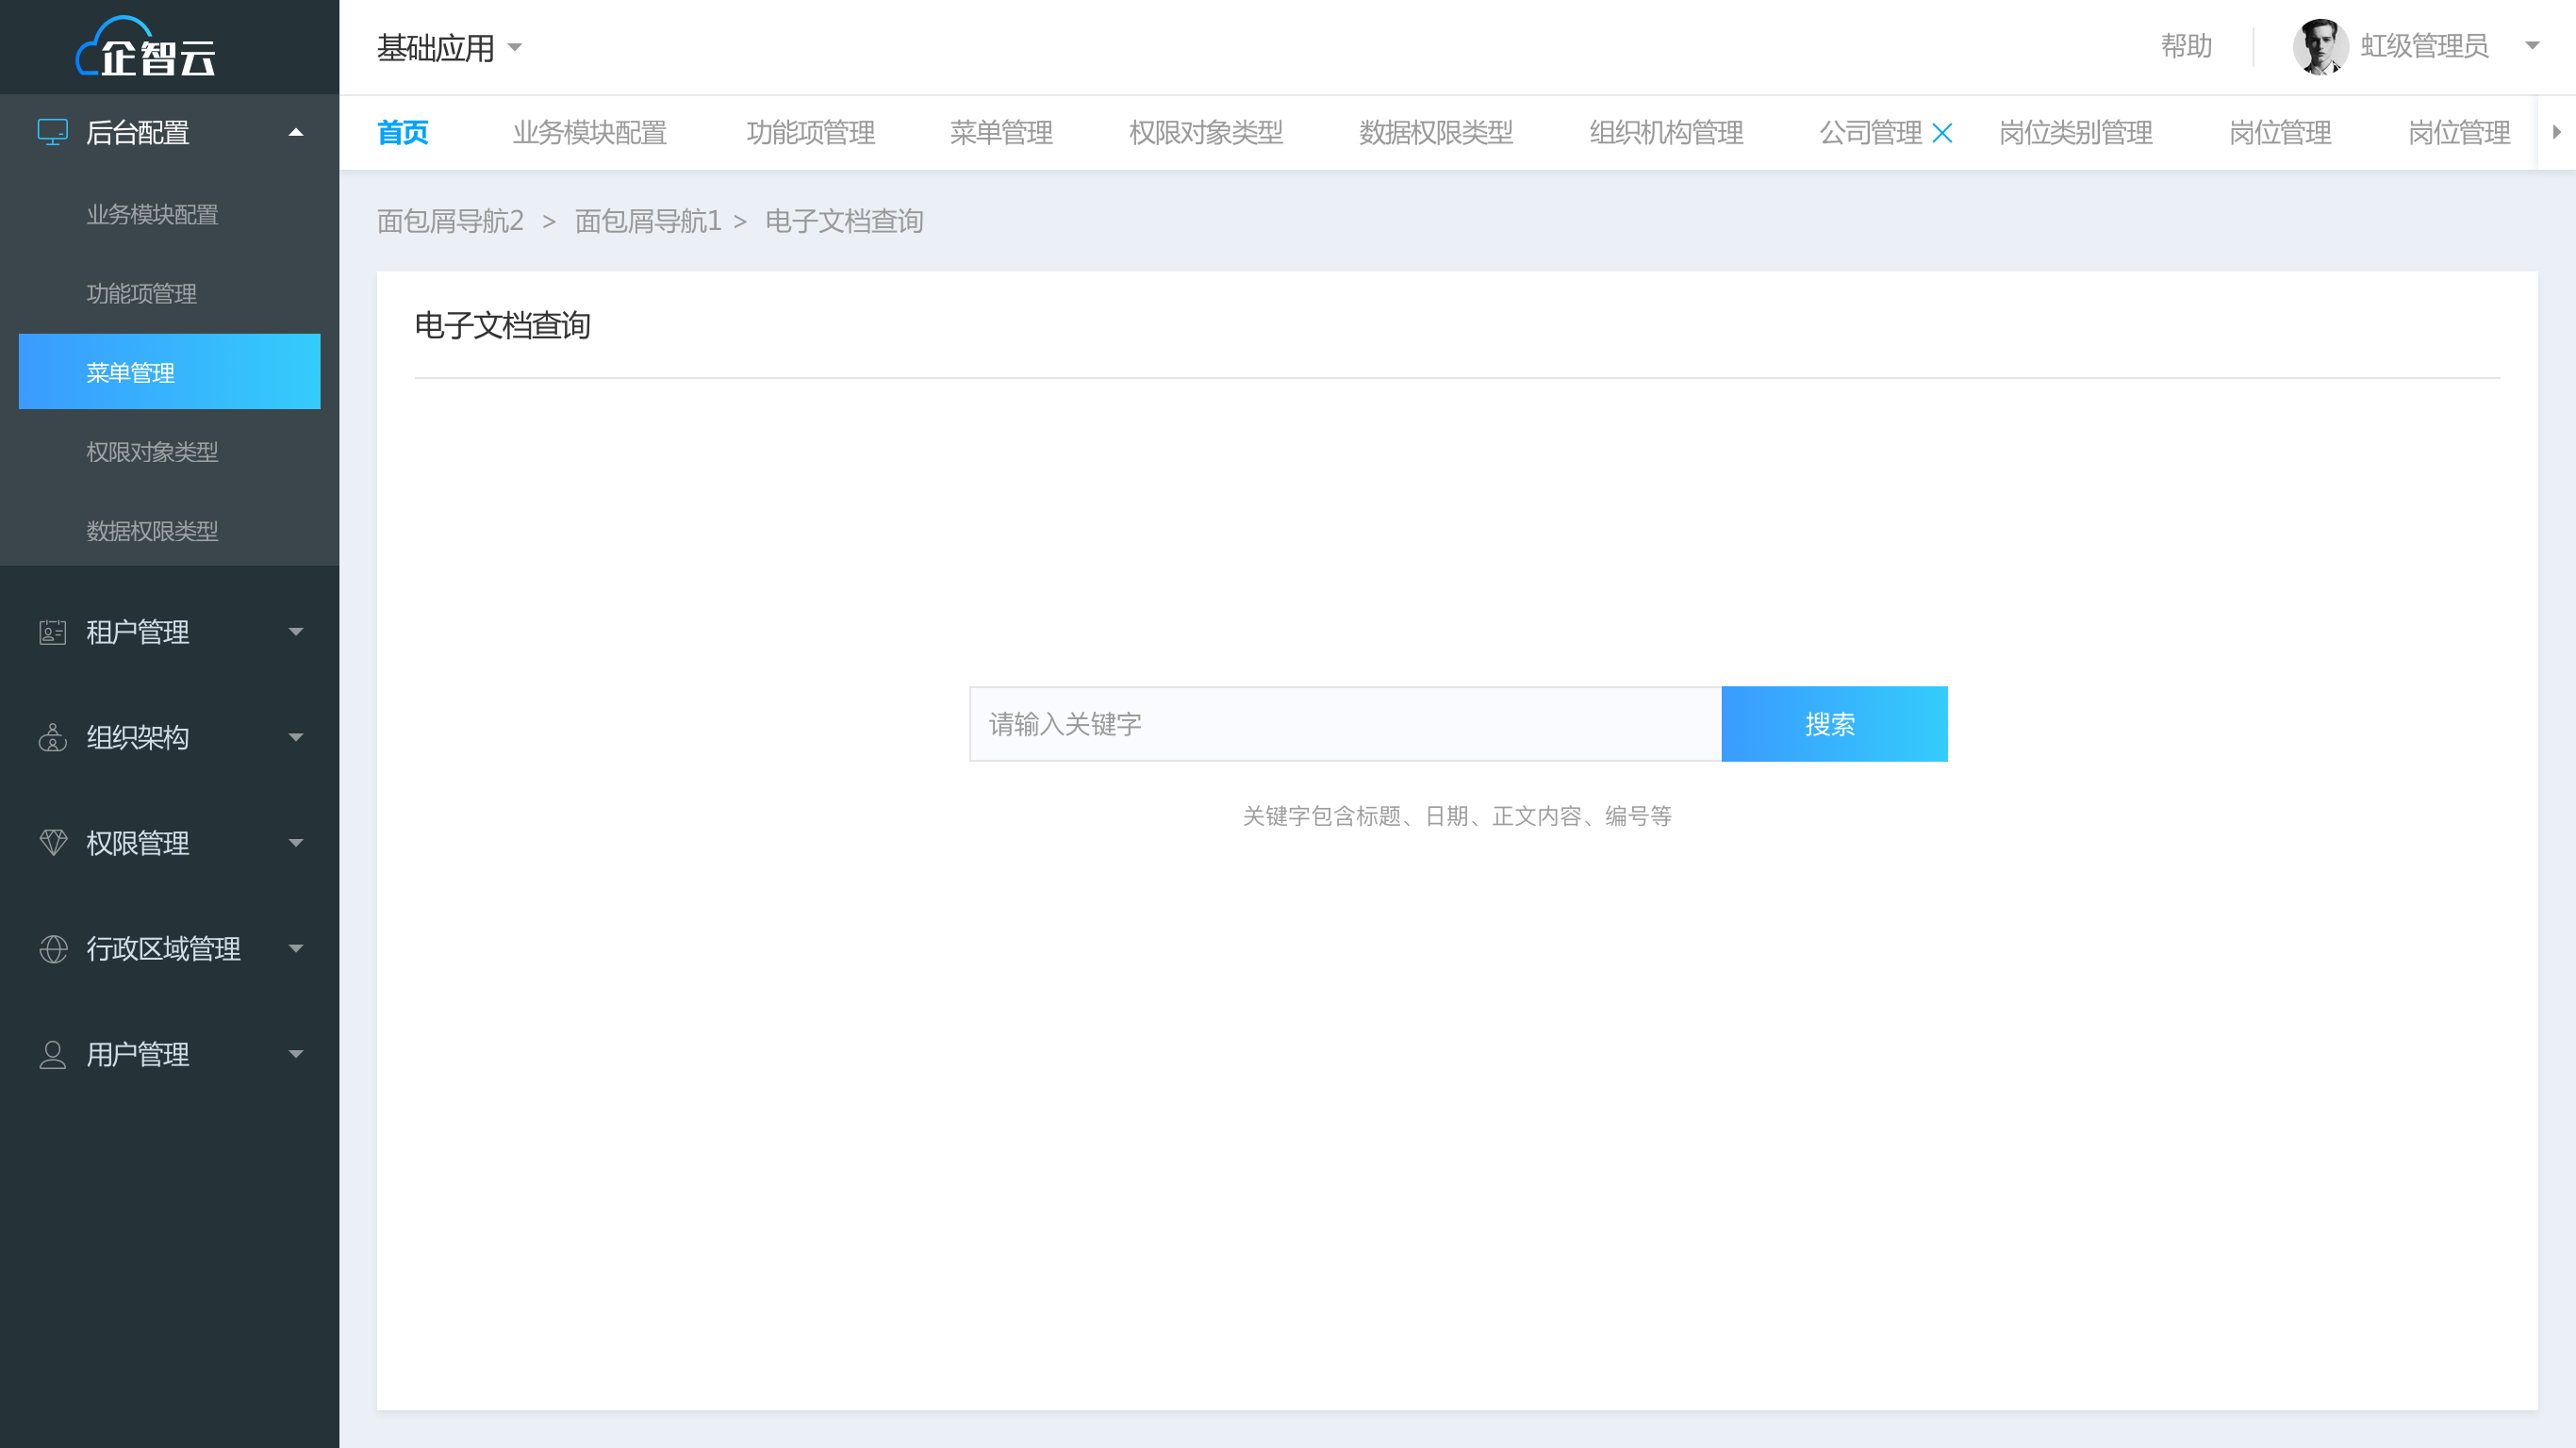 企智云
基础应用
帮助
虹级管理员
首页 业务模块配置 功能项管理 菜单管理 权限对象类型 数据权限类型 组织机构管理 公司管理 岗位类别管理 岗位管理 岗位管理
后台配置
业务模块配置
功能项管理
菜单管理
权限对象类型
数据权限类型
租户管理
组织架构
权限管理
行政区域管理
用户管理
面包屑导航2 > 面包屑导航1 > 电子文档查询
电子文档查询
请输入关键字
搜索
关键字包含标题、日期、正文内容、编号等